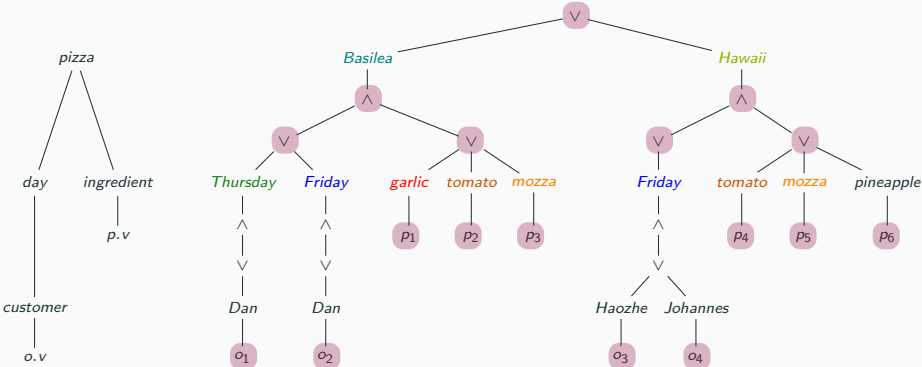 ∨
pizza Basilea Hawaii
∧ ∧
∨ ∨ ∨ ∨
day ingredient Thursday Friday garlic tomato mozza Friday tomato mozza pineapple
∧ ∧ ∧
p.v p₁ p₂ p₃ p₄ p₅ p₆
∨ ∨ ∨
customer Dan Dan Haozhe Johannes
o.v o₁ o₂ o₃ o₄